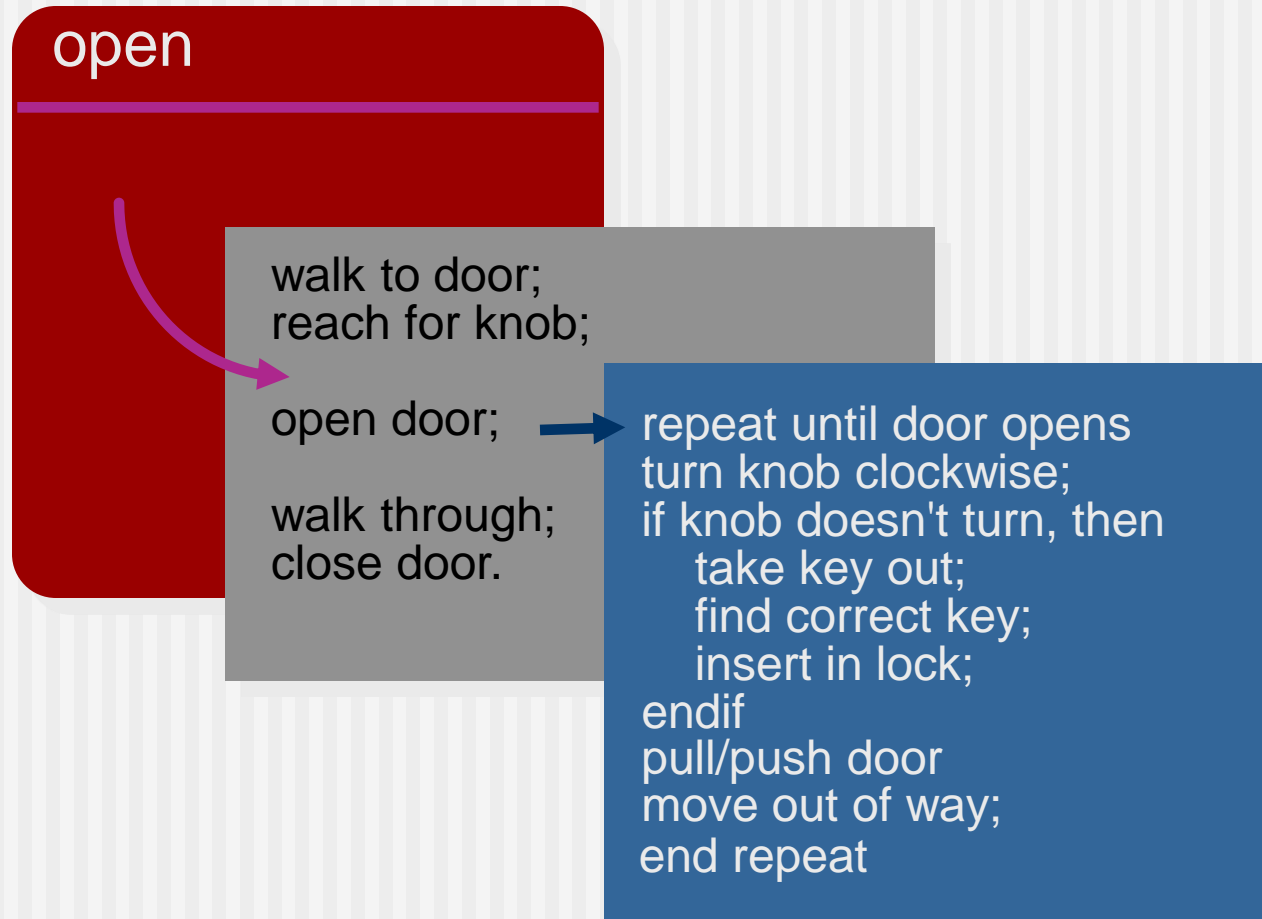 open
walk to door;
reach for knob;
open door;
walk through;
close door.
repeat until door opens
turn knob clockwise;
if knob doesn't turn, then
take key out;
find correct key;
insert in lock;
endif
pull/push door
move out of way;
end repeat